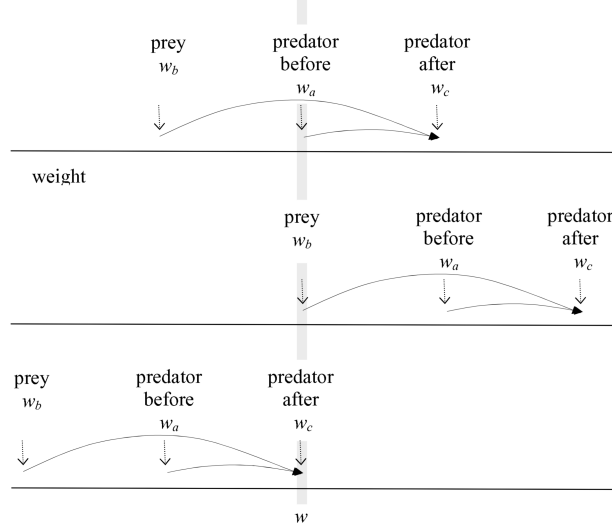 prey
w_b
predator
before
w_a
predator
after
w_c
weight
prey
w_b
predator
before
w_a
predator
after
w_c
prey
w_b
predator
before
w_a
predator
after
w_c
w